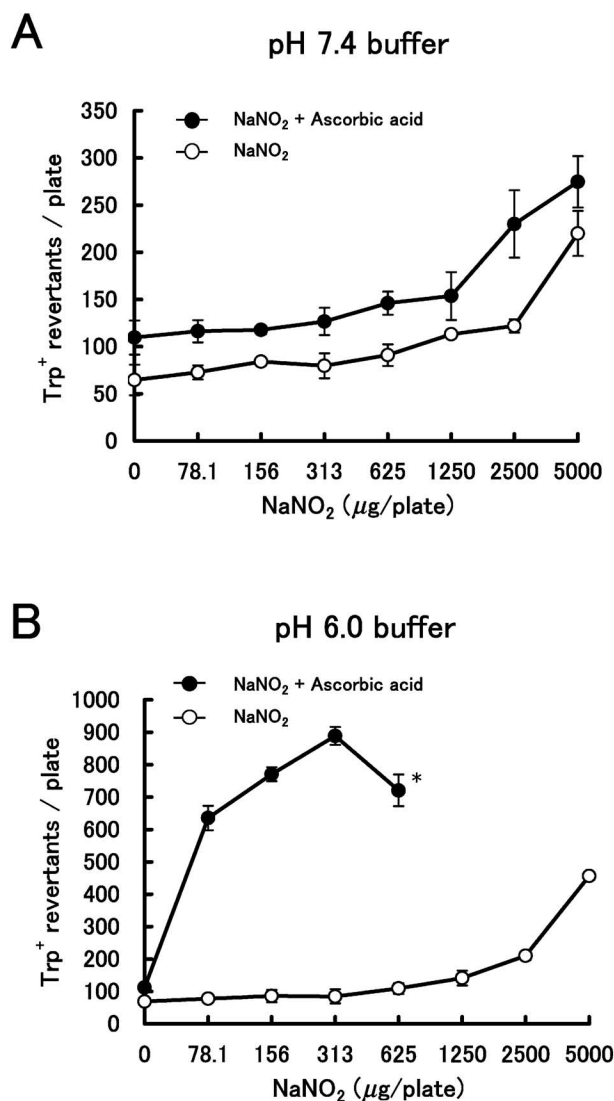 A
pH 7.4 buffer
350
300
250
200
150
100
50
0
Trp⁺ revertants / plate
NaNO₂ + Ascorbic acid
NaNO₂
0 78.1 156 313 625 1250 2500 5000
NaNO₂ (μg/plate)
B
pH 6.0 buffer
1000
900
800
700
600
500
400
300
200
100
0
Trp⁺ revertants / plate
NaNO₂ + Ascorbic acid
NaNO₂
*
0 78.1 156 313 625 1250 2500 5000
NaNO₂ (μg/plate)